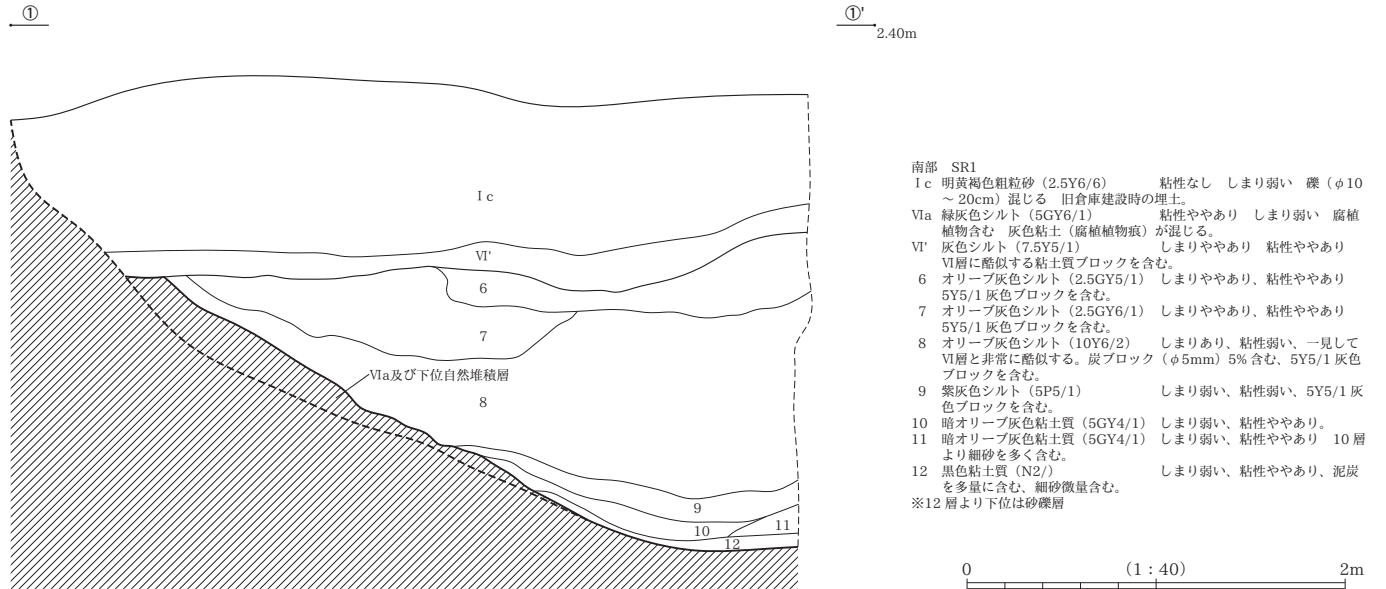 ①
①'
2.40m
Ⅰc
Ⅵ'
6
7
Ⅵa及び下位自然堆積層
8
9
10
11
12
南部　SR1
Ⅰc　明黄褐色粗粒砂（2.5Y6/6）　粘性なし　しまり弱い　礫（φ10
～20cm）混じる　旧倉庫建設時の埋土。
Ⅵa　緑灰色シルト（5GY6/1）　粘性ややあり　しまり弱い　腐植
植物含む　灰色粘土（腐植植物痕）が混じる。
Ⅵ'　灰色シルト（7.5Y5/1）　しまりややあり　粘性ややあり
Ⅵ層に酷似する粘土質ブロックを含む。
6　オリーブ灰色シルト（2.5GY5/1）　しまりややあり、粘性ややあり
5Y5/1灰色ブロックを含む。
7　オリーブ灰色シルト（2.5GY6/1）　しまりややあり、粘性ややあり
5Y5/1灰色ブロックを含む。
8　オリーブ灰色シルト（10Y6/2）　しまりあり、粘性弱い、一見して
Ⅵ層と非常に酷似する。炭ブロック（φ5mm）5%含む、5Y5/1灰色
ブロックを含む。
9　紫灰色シルト（5P5/1）　しまり弱い、粘性弱い、5Y5/1灰
色ブロックを含む。
10　暗オリーブ灰色粘土質（5GY4/1）　しまり弱い、粘性ややあり。
11　暗オリーブ灰色粘土質（5GY4/1）　しまり弱い、粘性ややあり　10層
より細砂を多く含む。
12　黒色粘土質（N2/）　しまり弱い、粘性ややあり、泥炭
を多量に含む、細砂微量含む。
※12層より下位は砂礫層
0　（1：40）　2m